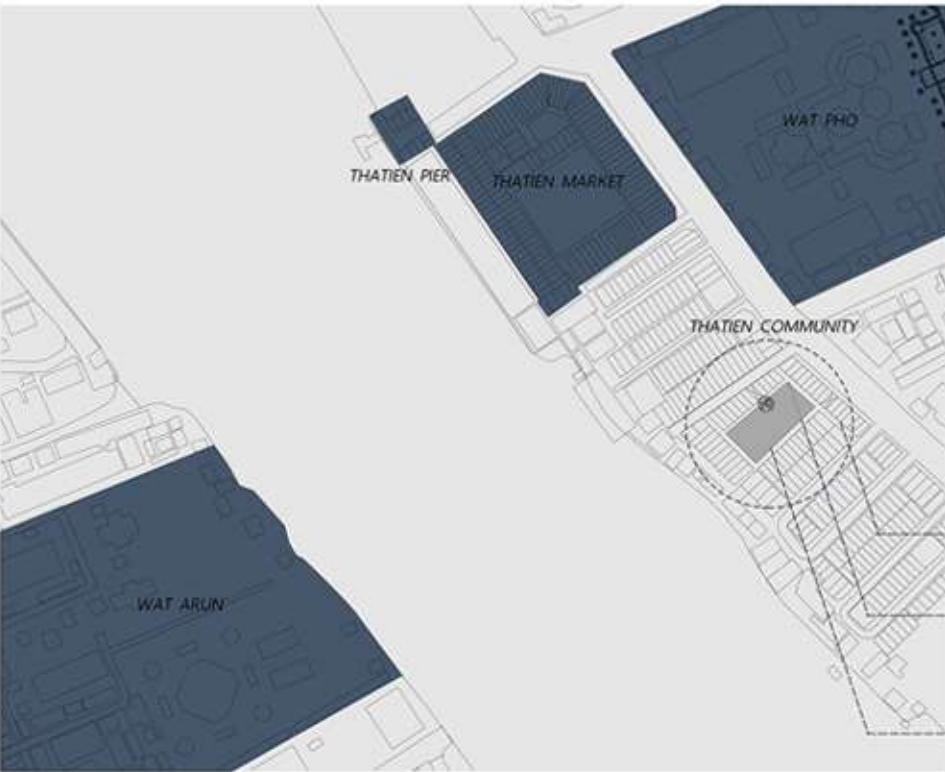 WAT PHO
THATIEN PIER
THATIEN MARKET
THATIEN COMMUNITY
WAT ARUN